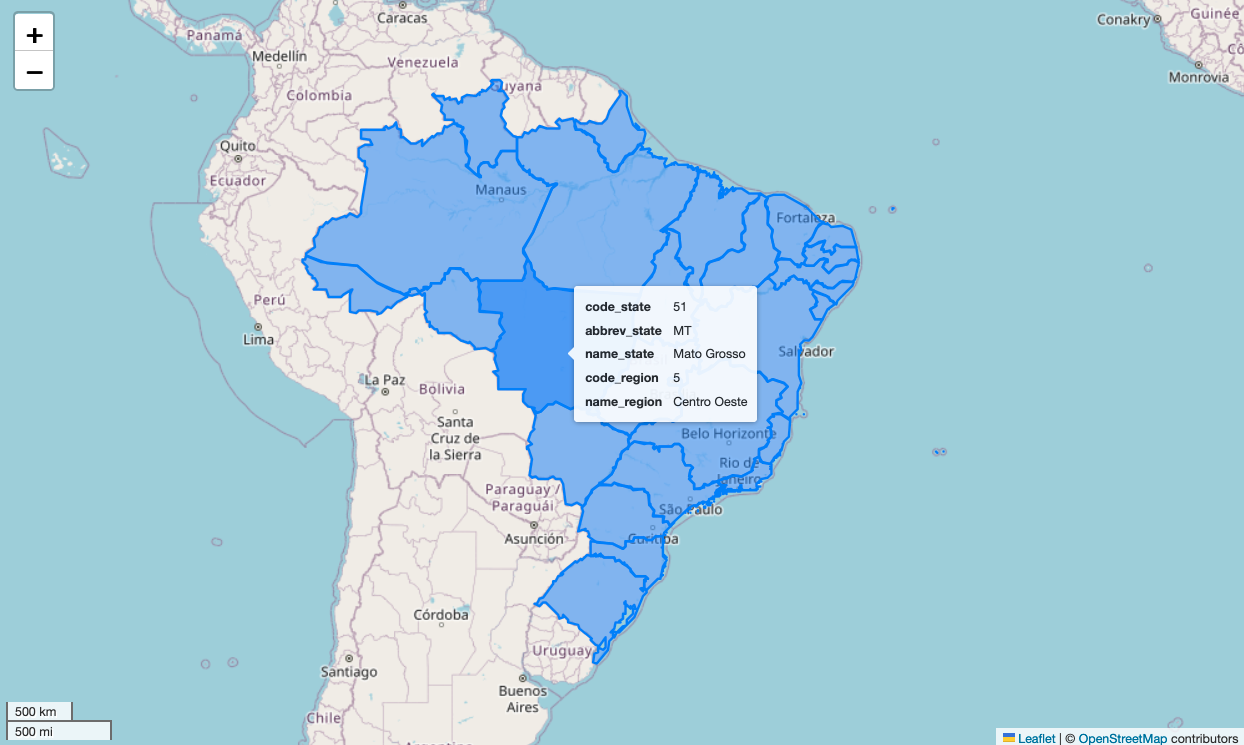 +
−
Caracas
Conakry
Guinée
Panamá
Monrovia
Medellín
Venezuela
Guyana
Colombia
Quito
Ecuador
Manaus
Fortaleza
Perú
Lima
code_state 51
abbrev_state MT
name_state Mato Grosso
code_region 5
name_region Centro Oeste
Salvador
La Paz
Bolivia
Santa
Cruz de
la Sierra
Belo Horizonte
Rio de
Janeiro
Paraguay /
Paraguái
São Paulo
Asunción
Curitiba
Córdoba
Uruguay
Santiago
Buenos
Aires
Chile
500 km
500 mi
Leaflet | © OpenStreetMap contributors